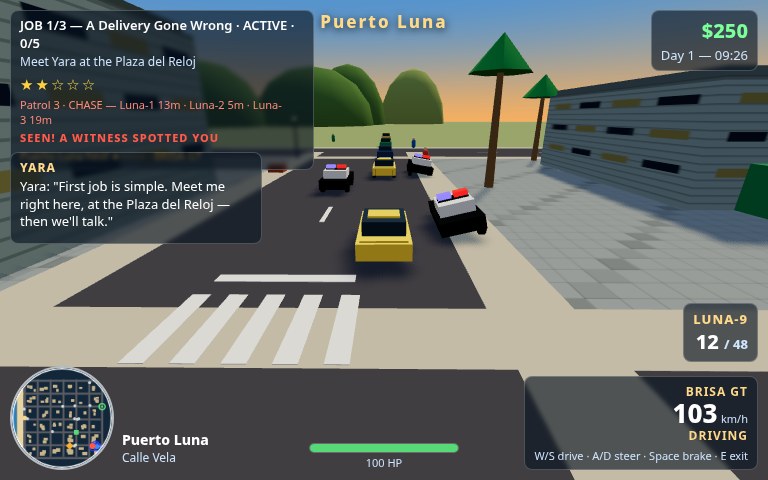 JOB 1/3 — A Delivery Gone Wrong · ACTIVE ·
0/5
Meet Yara at the Plaza del Reloj
★★☆☆☆
Patrol 3 · CHASE — Luna-1 13m · Luna-2 5m · Luna-
3 19m
SEEN! A WITNESS SPOTTED YOU
YARA
Yara: "First job is simple. Meet me
right here, at the Plaza del Reloj —
then we'll talk."
Puerto Luna
$250
Day 1 — 09:26
LUNA-9
12 / 48
BRISA GT
103 km/h
DRIVING
W/S drive · A/D steer · Space brake · E exit
Puerto Luna
Calle Vela
100 HP